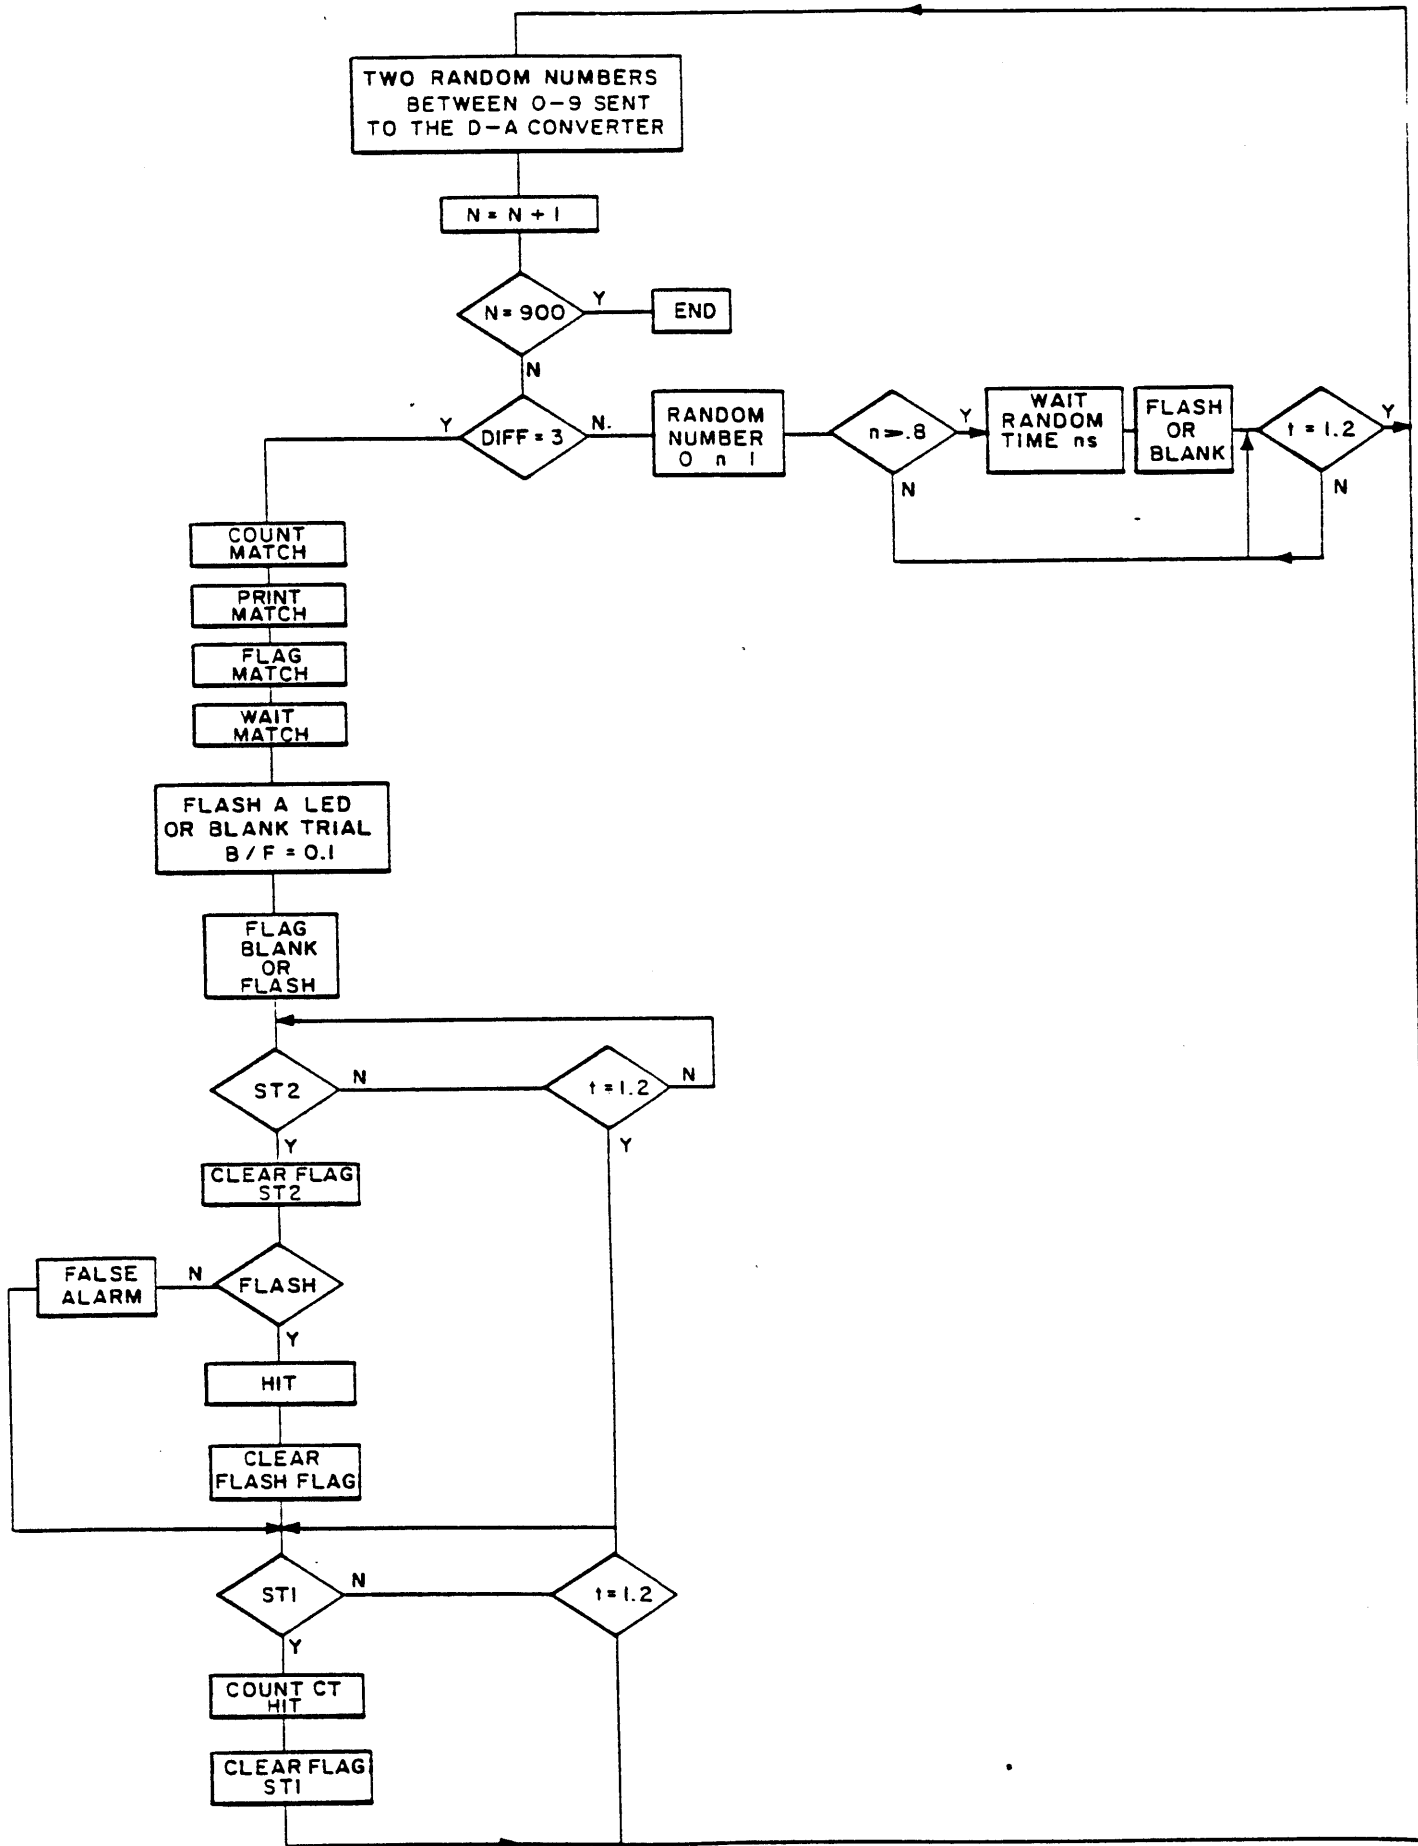 TWO RANDOM NUMBERS
BETWEEN 0-9 SENT
TO THE D-A CONVERTER
N = N + 1
N = 900
Y
END
N
DIFF = 3
Y
N.
RANDOM
NUMBER
0 n 1
n > .8
Y
N
WAIT
RANDOM
TIME ns
FLASH
OR
BLANK
t = 1.2
Y
N
COUNT
MATCH
PRINT
MATCH
FLAG
MATCH
WAIT
MATCH
FLASH A LED
OR BLANK TRIAL
B / F = 0.1
FLAG
BLANK
OR
FLASH
ST2
N
t = 1.2
N
Y
Y
CLEAR FLAG
ST2
FALSE
ALARM
N
FLASH
Y
HIT
CLEAR
FLASH FLAG
ST1
N
t = 1.2
Y
COUNT CT
HIT
CLEAR FLAG
ST1